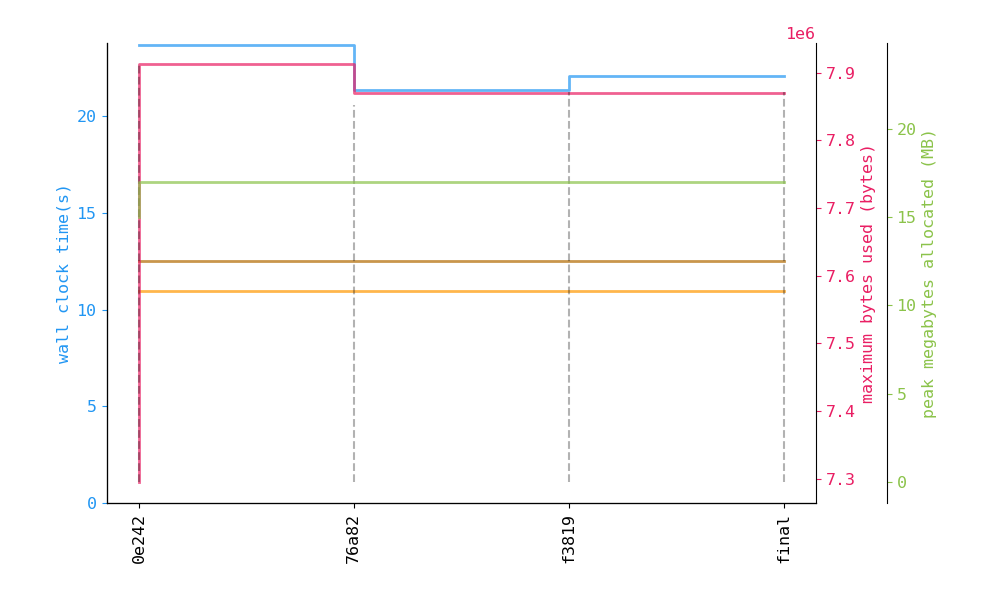 1e6
wall clock time(s)
20
15
10
5
0
7.9
7.8
7.7
7.6
7.5
7.4
7.3
maximum bytes used (bytes)
20
15
10
5
0
peak megabytes allocated (MB)
0e242
76a82
f3819
final